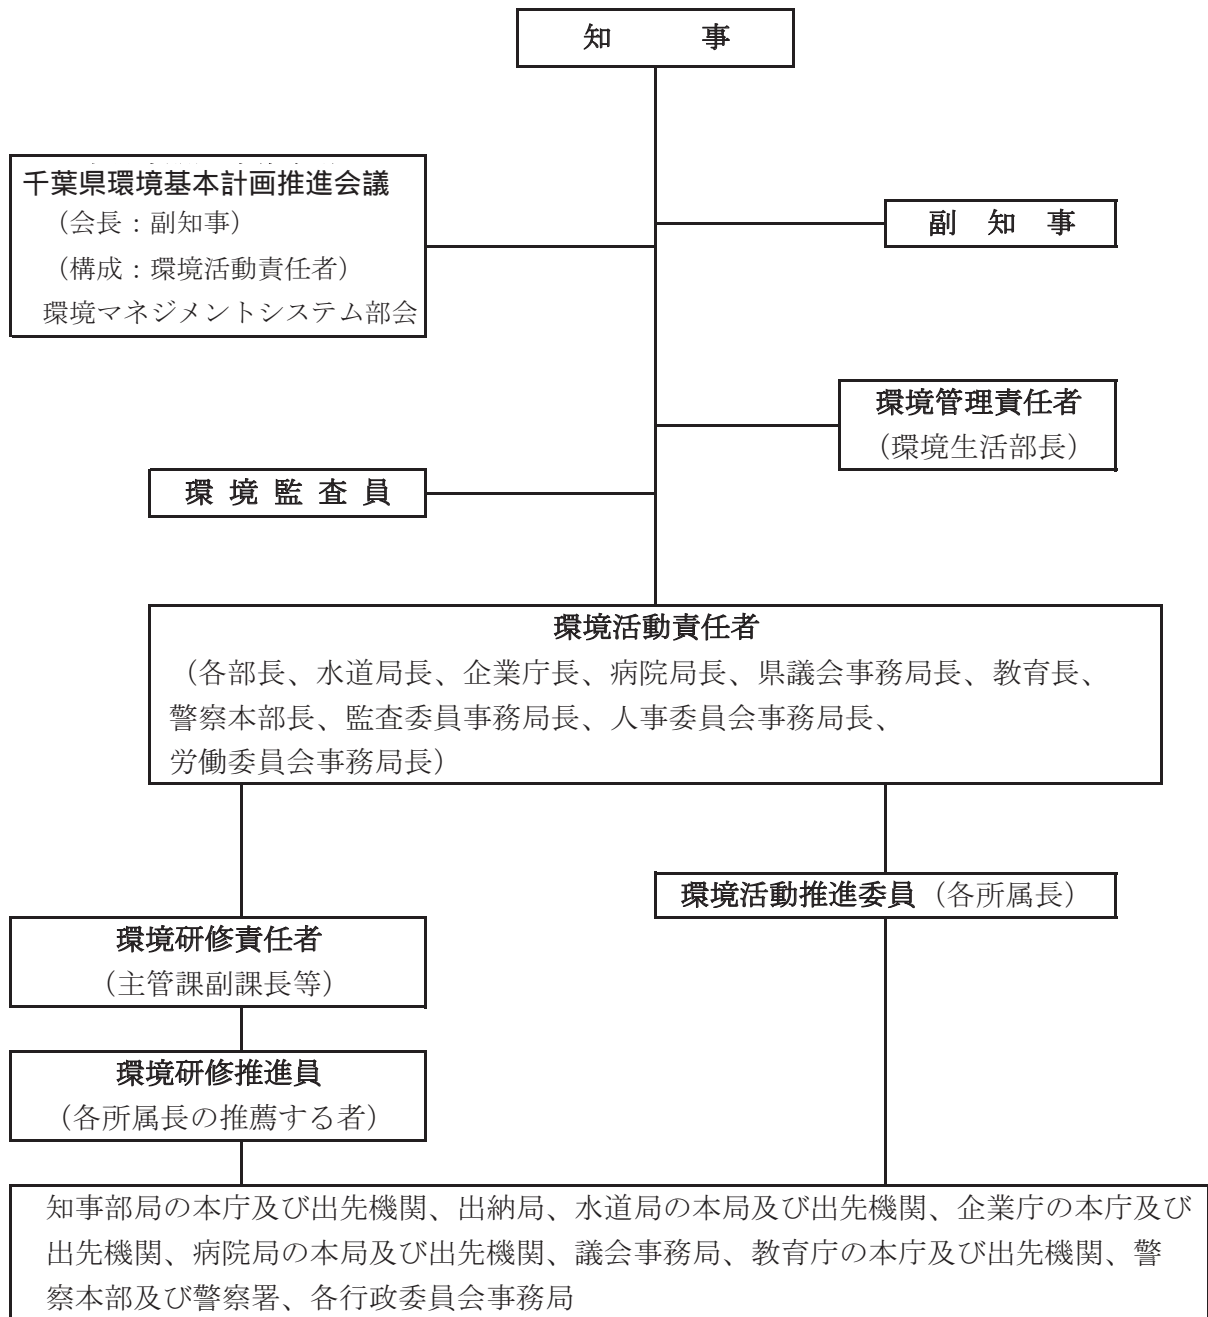 知　事
千葉県環境基本計画推進会議
（会長：副知事）
（構成：環境活動責任者）
環境マネジメントシステム部会
副　知　事
環境管理責任者
（環境生活部長）
環 境 監 査 員
環境活動責任者
（各部長、水道局長、企業庁長、病院局長、県議会事務局長、教育長、
警察本部長、監査委員事務局長、人事委員会事務局長、
労働委員会事務局長）
環境活動推進委員（各所属長）
環境研修責任者
（主管課副課長等）
環境研修推進員
（各所属長の推薦する者）
知事部局の本庁及び出先機関、出納局、水道局の本局及び出先機関、企業庁の本庁及び
出先機関、病院局の本局及び出先機関、議会事務局、教育庁の本庁及び出先機関、警
察本部及び警察署、各行政委員会事務局